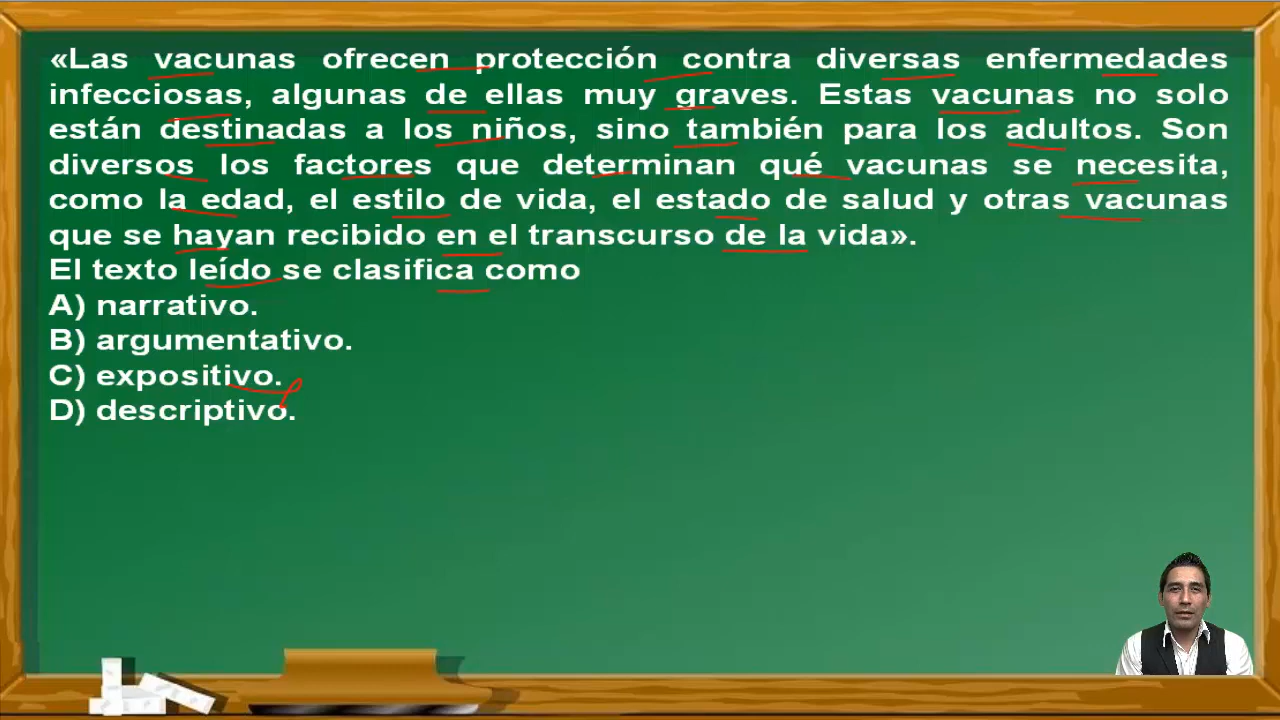 «Las vacunas ofrecen protección contra diversas enfermedades
infecciosas, algunas de ellas muy graves. Estas vacunas no solo
están destinadas a los niños, sino también para los adultos. Son
diversos los factores que determinan qué vacunas se necesita,
como la edad, el estilo de vida, el estado de salud y otras vacunas
que se hayan recibido en el transcurso de la vida».
El texto leído se clasifica como
A) narrativo.
B) argumentativo.
C) expositivo.
D) descriptivo.